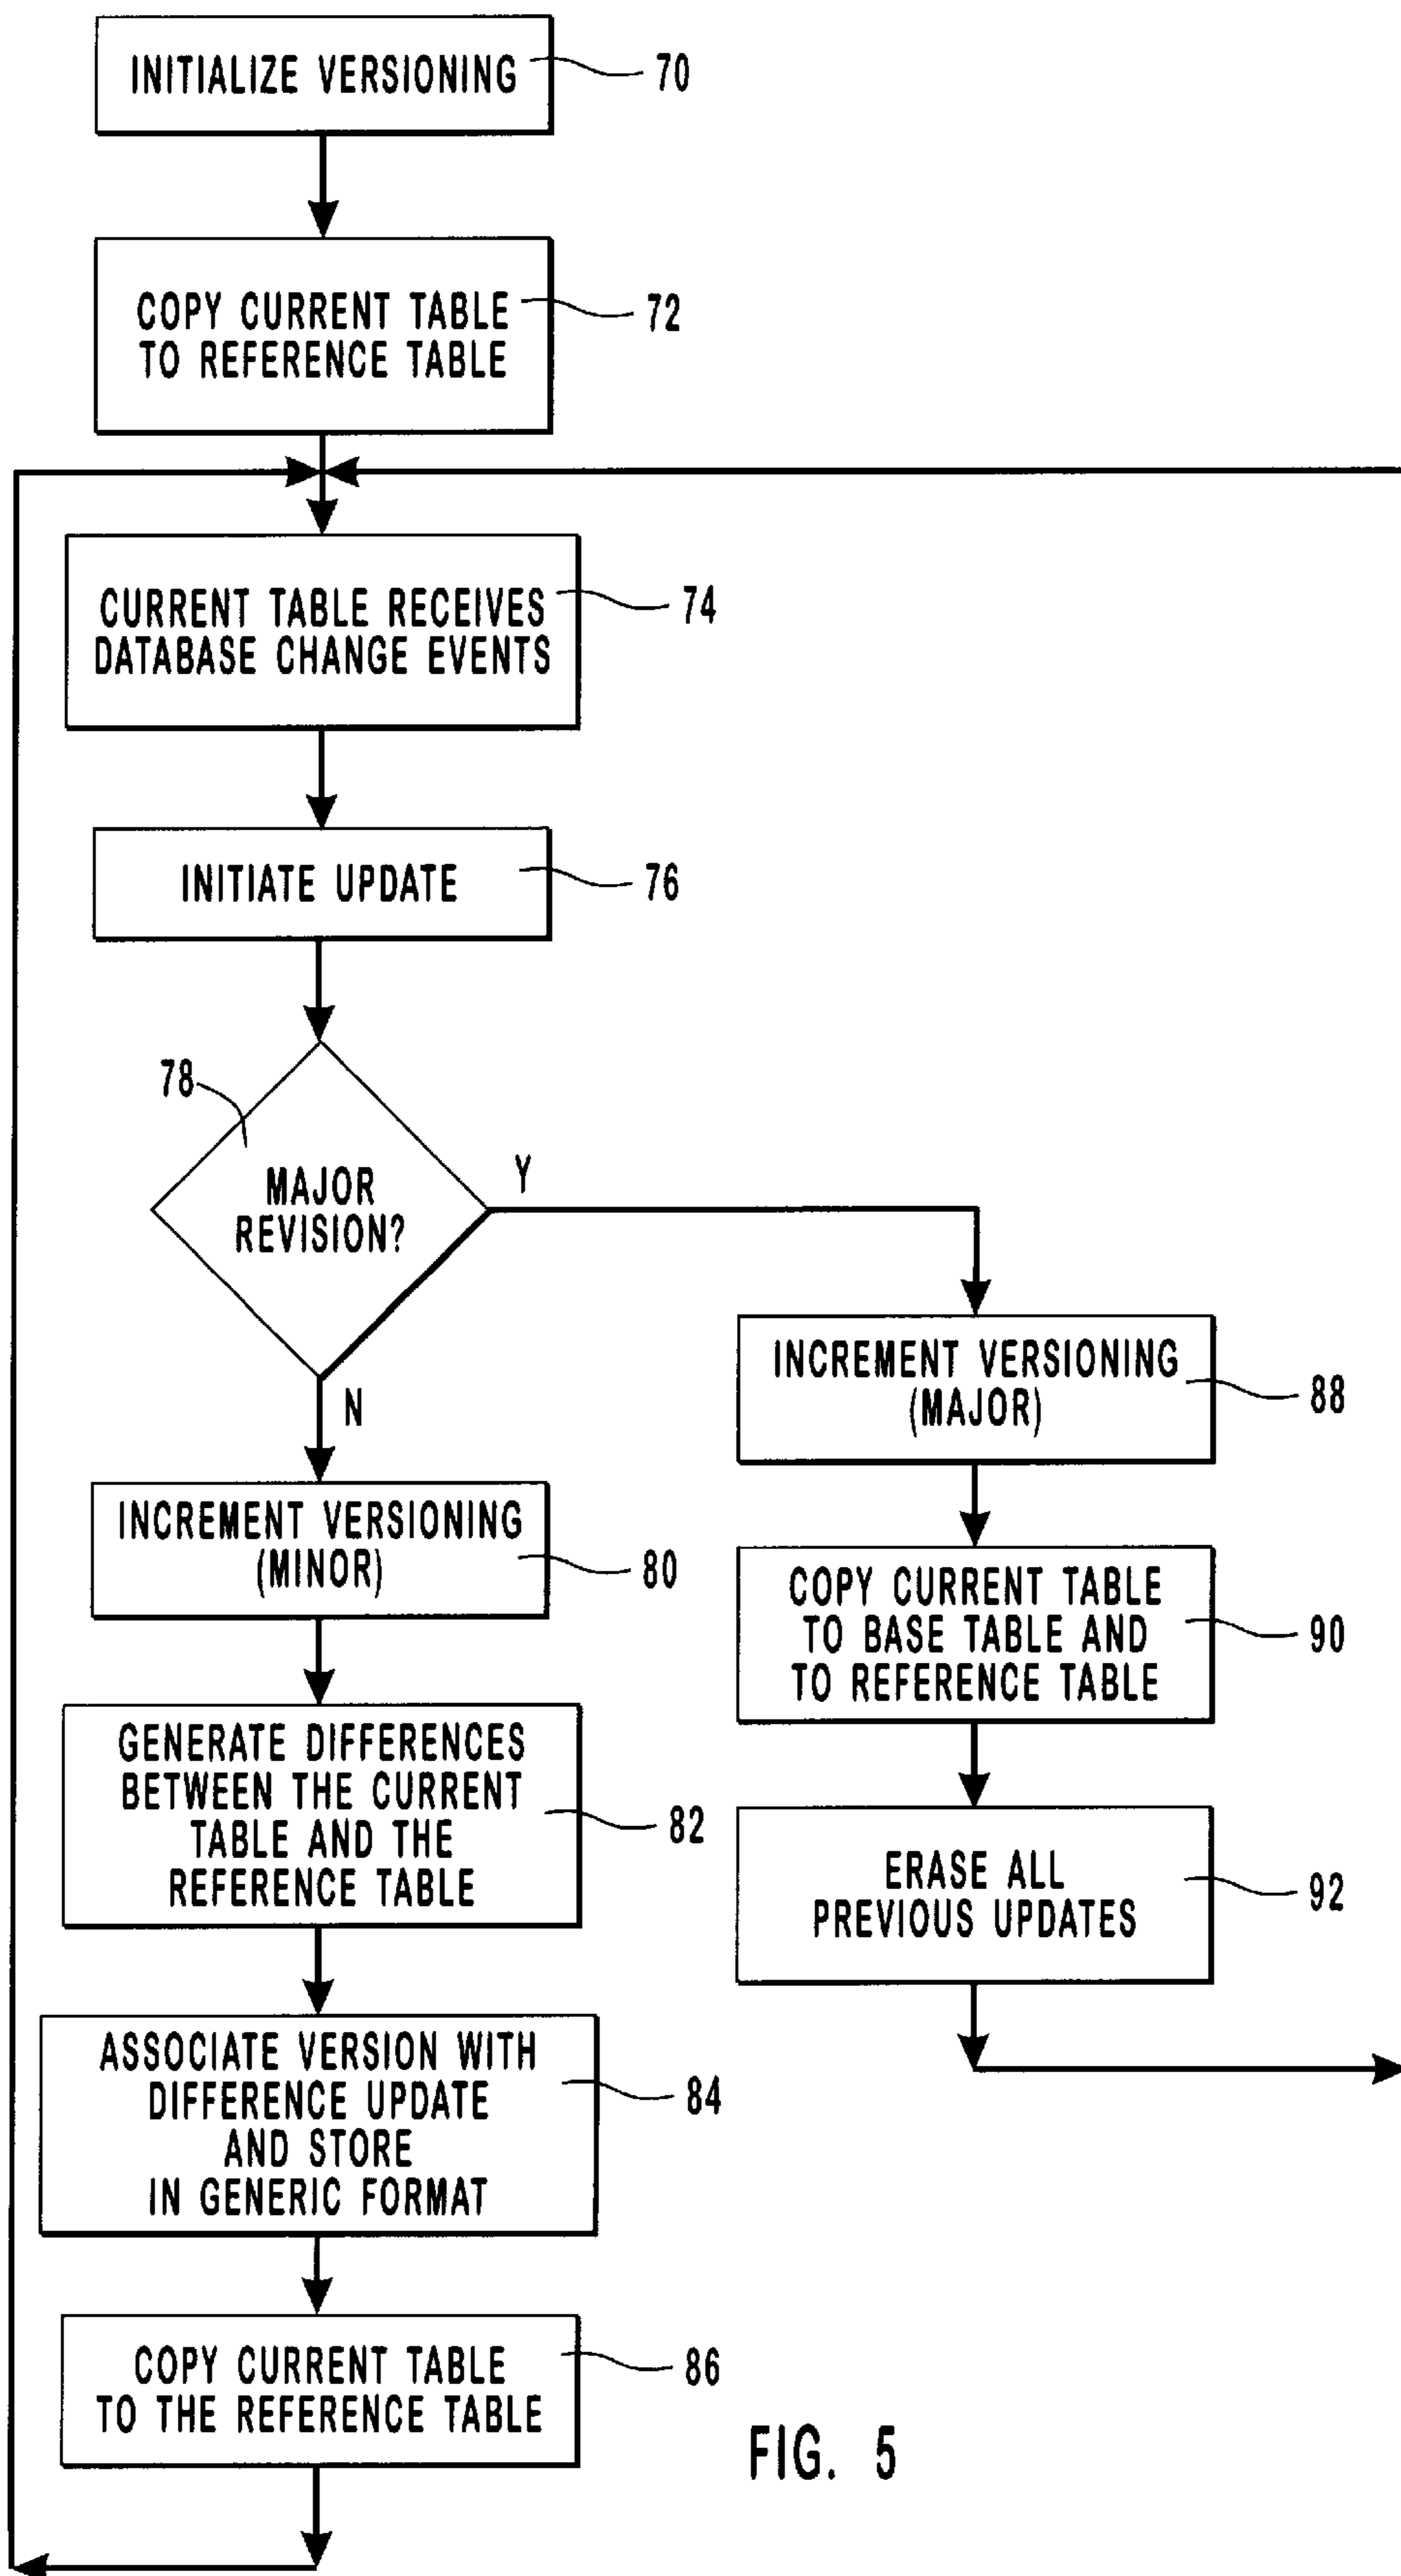 INITIALIZE VERSIONING
70
COPY CURRENT TABLE
TO REFERENCE TABLE
72
CURRENT TABLE RECEIVES
DATABASE CHANGE EVENTS
74
INITIATE UPDATE
76
78
MAJOR
REVISION?
Y
N
INCREMENT VERSIONING
(MINOR)
80
GENERATE DIFFERENCES
BETWEEN THE CURRENT
TABLE AND THE
REFERENCE TABLE
82
ASSOCIATE VERSION WITH
DIFFERENCE UPDATE
AND STORE
IN GENERIC FORMAT
84
COPY CURRENT TABLE
TO THE REFERENCE TABLE
86
INCREMENT VERSIONING
(MAJOR)
88
COPY CURRENT TABLE
TO BASE TABLE AND
TO REFERENCE TABLE
90
ERASE ALL
PREVIOUS UPDATES
92
FIG. 5